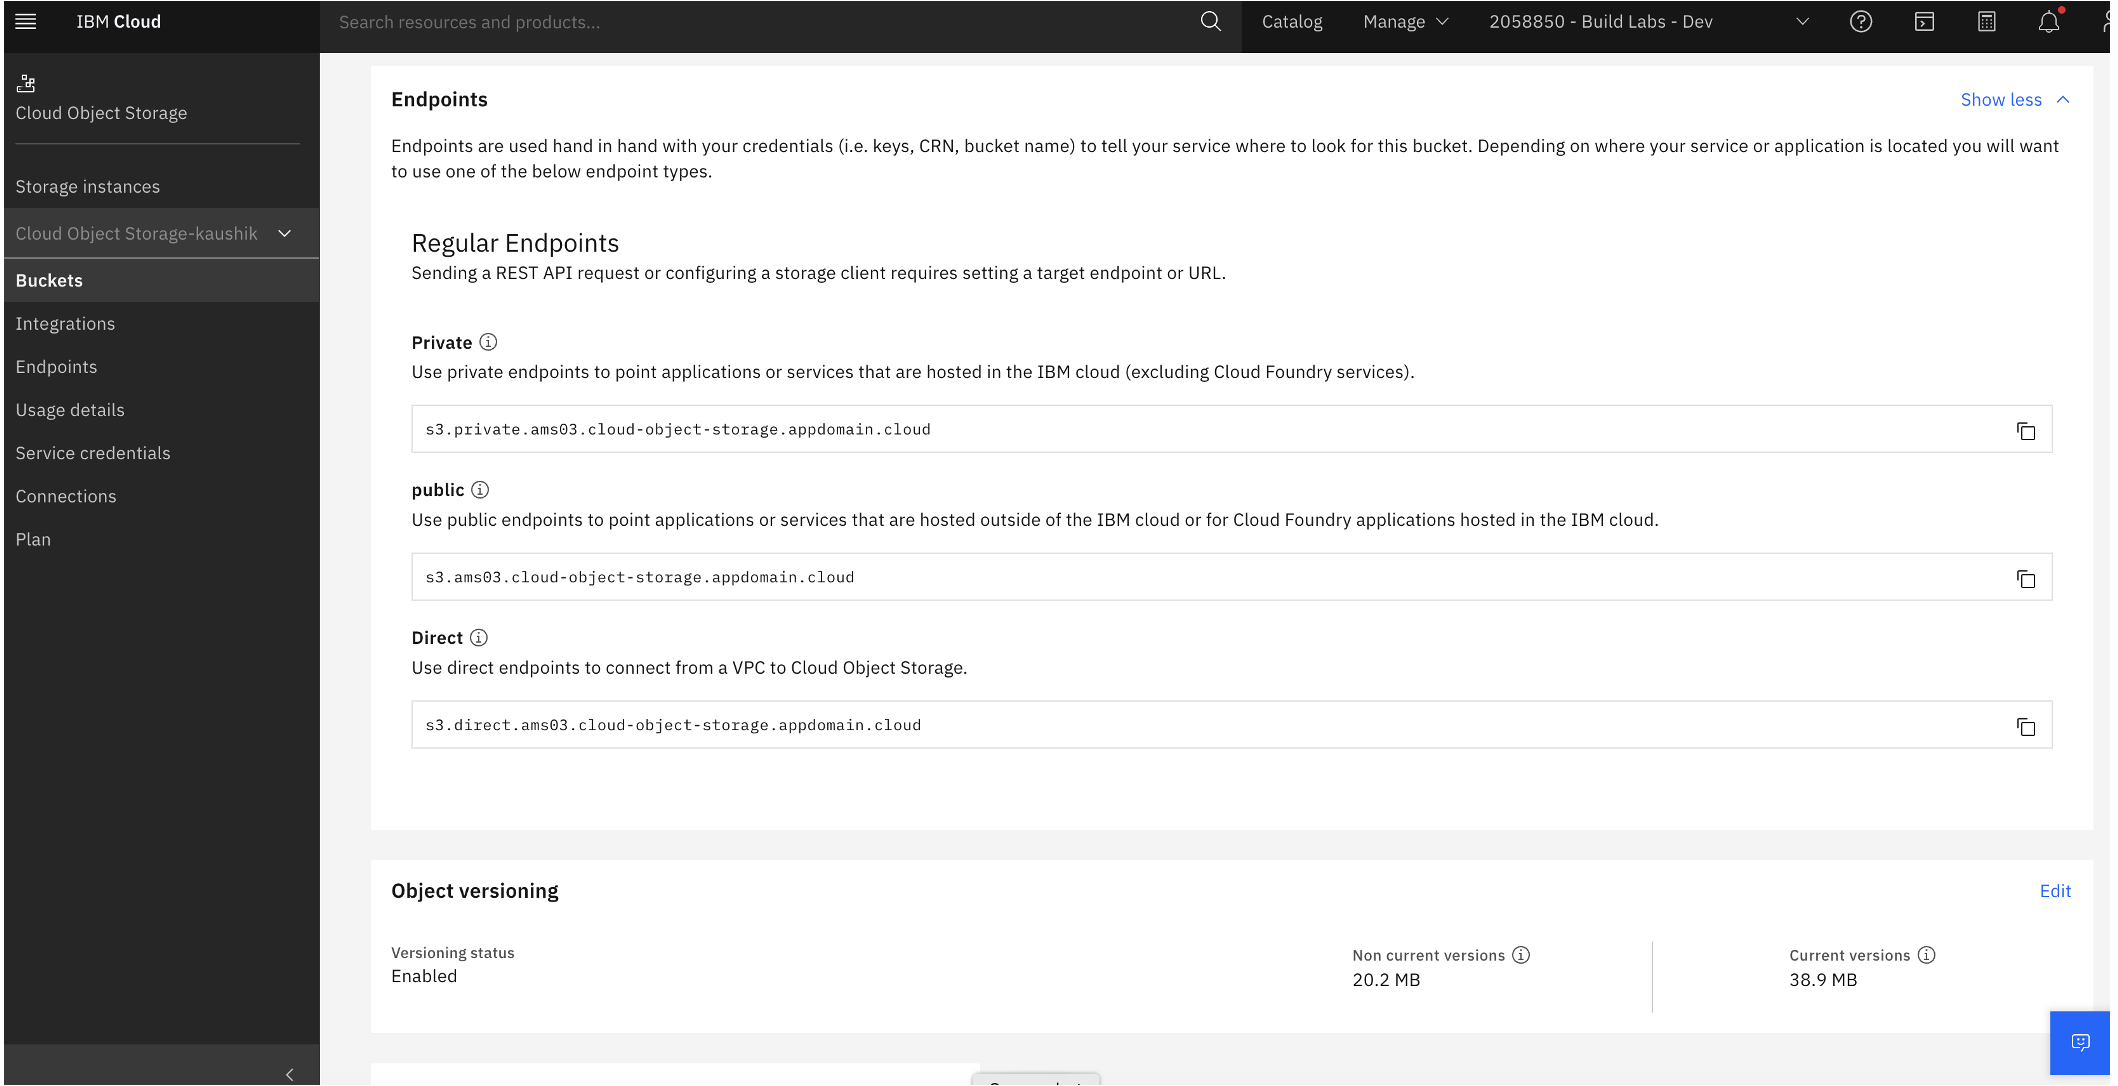 IBM Cloud
Search resources and products...
Catalog
Manage
2058850 - Build Labs - Dev
Cloud Object Storage
Storage instances
Cloud Object Storage-kaushik
Buckets
Integrations
Endpoints
Usage details
Service credentials
Connections
Plan
Endpoints
Show less
Endpoints are used hand in hand with your credentials (i.e. keys, CRN, bucket name) to tell your service where to look for this bucket. Depending on where your service or application is located you will want
to use one of the below endpoint types.
Regular Endpoints
Sending a REST API request or configuring a storage client requires setting a target endpoint or URL.
Private
Use private endpoints to point applications or services that are hosted in the IBM cloud (excluding Cloud Foundry services).
s3.private.ams03.cloud-object-storage.appdomain.cloud
public
Use public endpoints to point applications or services that are hosted outside of the IBM cloud or for Cloud Foundry applications hosted in the IBM cloud.
s3.ams03.cloud-object-storage.appdomain.cloud
Direct
Use direct endpoints to connect from a VPC to Cloud Object Storage.
s3.direct.ams03.cloud-object-storage.appdomain.cloud
Object versioning
Edit
Versioning status
Enabled
Non current versions
20.2 MB
Current versions
38.9 MB